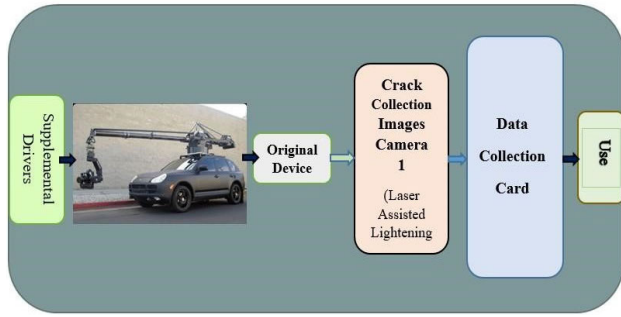 Supplemental
Drivers
Original
Device
Crack
Collection
Images
Camera
1
(Laser
Assisted
Lightening
Data
Collection
Card
Use